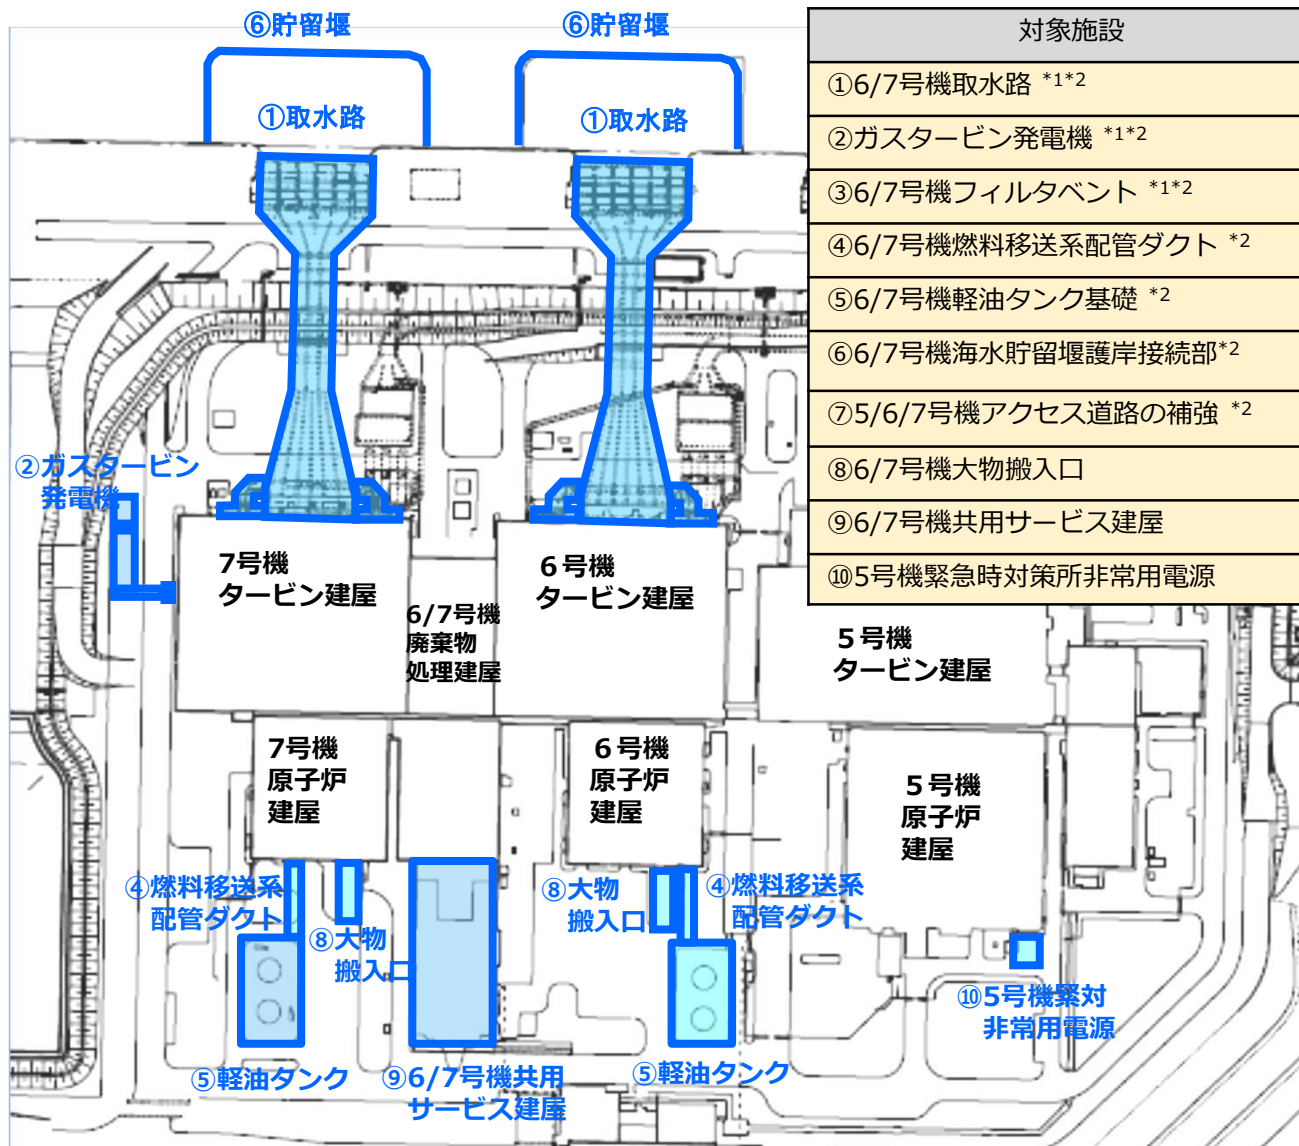 ⑥貯留堰
⑥貯留堰
①取水路
①取水路
対象施設
①6/7号機取水路 *1*2
②ガスタービン発電機 *1*2
③6/7号機フィルタベント *1*2
④6/7号機燃料移送系配管ダクト *2
⑤6/7号機軽油タンク基礎 *2
⑥6/7号機海水貯留堰護岸接続部*2
⑦5/6/7号機アクセス道路の補強 *2
⑧6/7号機大物搬入口
⑨6/7号機共用サービス建屋
⑩5号機緊急時対策所非常用電源
②ガスタービン
発電機
7号機
タービン建屋
6/7号機
廃棄物
処理建屋
6号機
タービン建屋
5号機
タービン建屋
7号機
原子炉
建屋
6号機
原子炉
建屋
5号機
原子炉
建屋
④燃料移送系
配管ダクト
⑧大物
搬入口
⑧大物
搬入口
④燃料移送系
配管ダクト
⑤軽油タンク
⑨6/7号機共用
サービス建屋
⑤軽油タンク
⑩5号機緊対
非常用電源